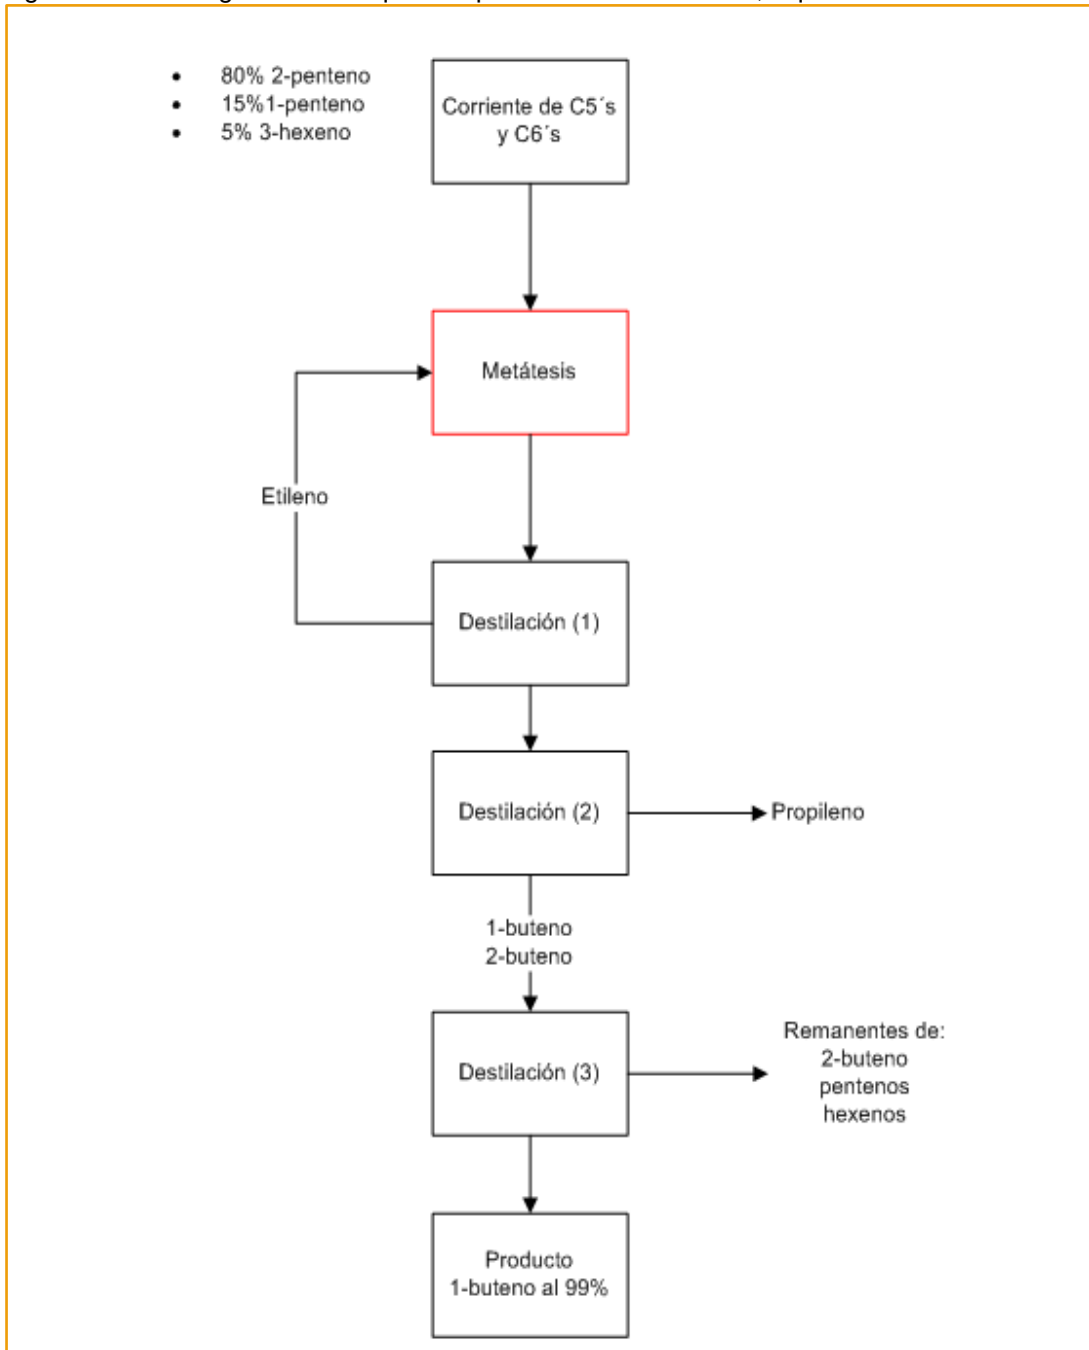 80% 2-penteno
15%1-penteno
5% 3-hexeno
Corriente de C5´s
y C6´s
Metátesis
Etileno
Destilación (1)
Destilación (2)
Propileno
1-buteno
2-buteno
Destilación (3)
Remanentes de:
2-buteno
pentenos
hexenos
Producto
1-buteno al 99%